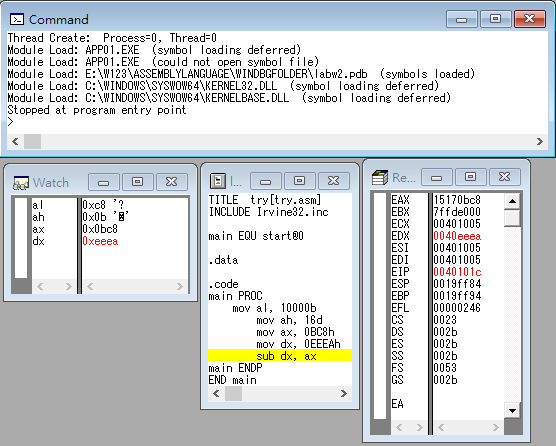 Command
Thread Create:  Process=0, Thread=0
Module Load: APP01.EXE  (symbol loading deferred)
Module Load: APP01.EXE  (could not open symbol file)
Module Load: E:\W123\ASSEMBLYLANGUAGE\WINDBGFOLDER\labw2.pdb  (symbols loaded)
Module Load: C:\WINDOWS\SYSWOW64\KERNEL32.DLL  (symbol loading deferred)
Module Load: C:\WINDOWS\SYSWOW64\KERNELBASE.DLL  (symbol loading deferred)
Stopped at program entry point
>
Watch
al 0xc8 '?
ah 0x0b '
ax 0x0bc8
dx 0xeeea
l...
TITLE  try[try.asm]
INCLUDE Irvine32.inc
main EQU start@0
.data
.code
main PROC
mov al, 10000b
mov ah, 16d
mov ax, 0BC8h
mov dx, 0EEEAh
sub dx, ax
main ENDP
END main
Re...
EAX 15170bc8
EBX 7ffde000
ECX 00401005
EDX 0040eeea
ESI 00401005
EDI 00401005
EIP 0040101c
ESP 0019ff84
EBP 0019ff94
EFL 00000246
CS 0023
DS 002b
ES 002b
SS 002b
FS 0053
GS 002b
EA